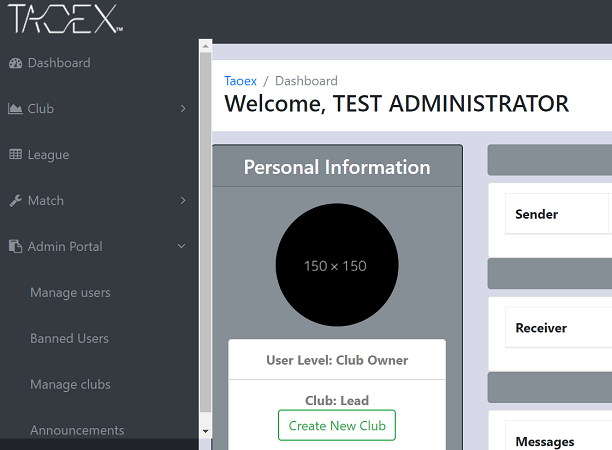 TAOEX™
Dashboard
Club
League
Match
Admin Portal
Manage users
Banned Users
Manage clubs
Announcements
Taoex / Dashboard
Welcome, TEST ADMINISTRATOR
Personal Information
150 × 150
User Level: Club Owner
Club: Lead
Create New Club
Sender
Receiver
Messages